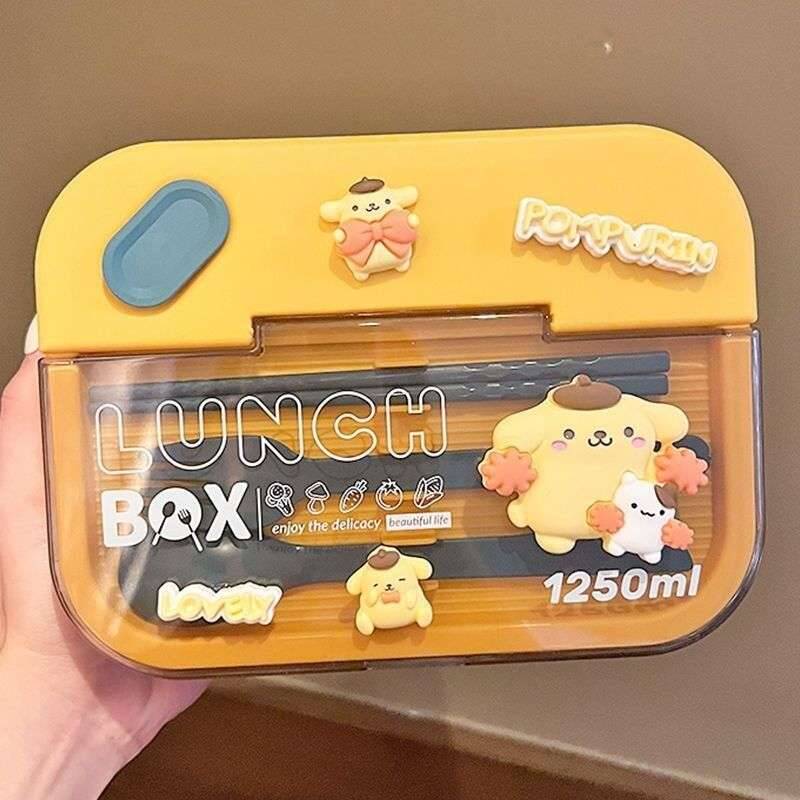 POMPURIN
LUNCH
BOX
enjoy the delicacy beautiful life
LOVELY
1250ml